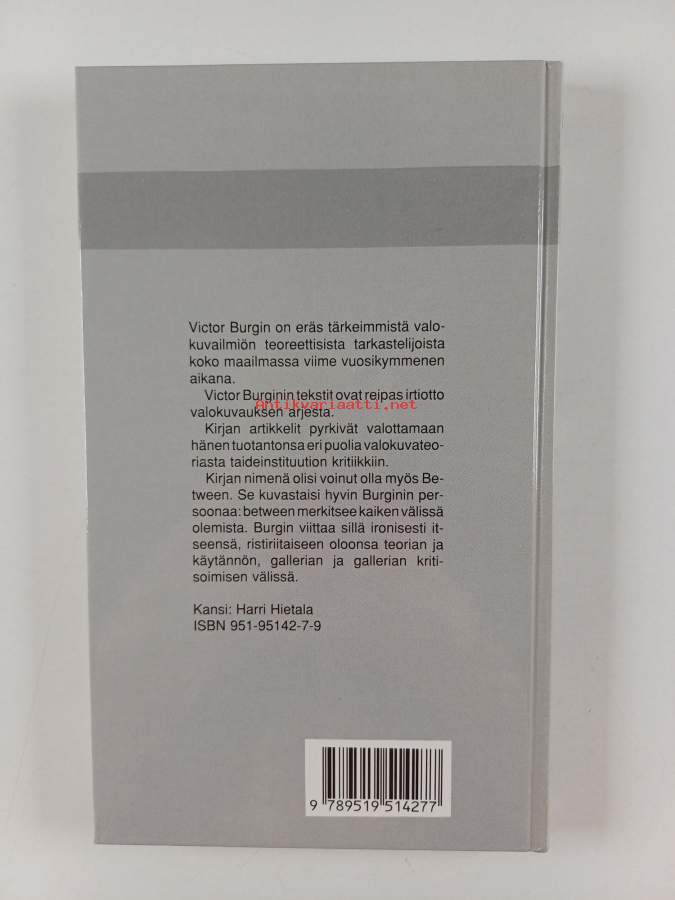 Victor Burgin on eräs tärkeimmistä valo-
kuvailmiön teoreettisista tarkastelijoista
koko maailmassa viime vuosikymmenen
aikana.
Victor Burginin tekstit ovat reipas irtiotto
Antikvariaatti.net
valokuvauksen arjesta.
Kirjan artikkelit pyrkivät valottamaan
hänen tuotantonsa eri puolia valokuvateo-
riasta taideinstituution kritiikkiin.
Kirjan nimenä olisi voinut olla myös Be-
tween. Se kuvastaisi hyvin Burginin per-
soonaa: between merkitsee kaiken välissä
olemista. Burgin viittaa sillä ironisesti it-
seensä, ristiriitaiseen oloonsa teorian ja
käytännön, gallerian ja gallerian kriti-
soimisen välissä.
Kansi: Harri Hietala
ISBN 951-95142-7-9
9 789519 514277